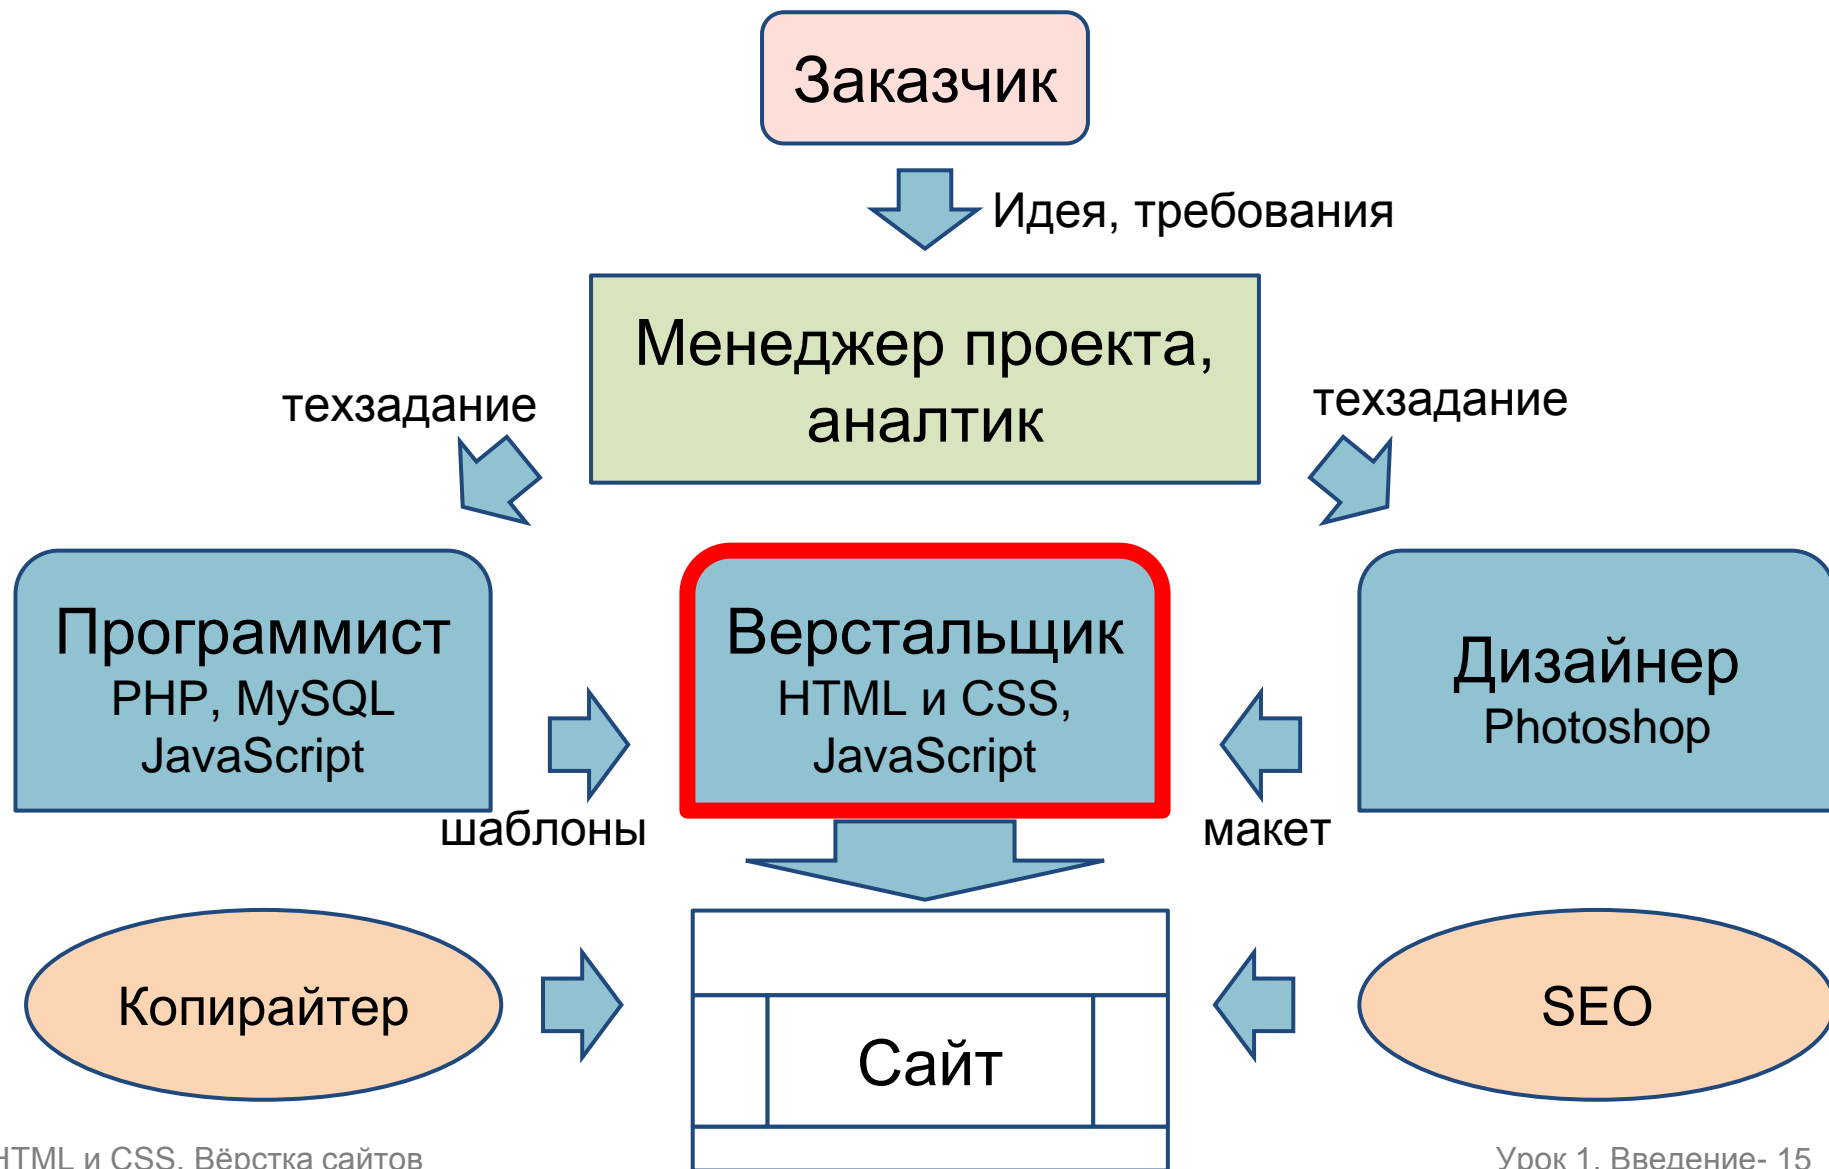 Заказчик
Идея, требования
Менеджер проекта,
аналтик
техзадание
техзадание
Программист
PHP, MySQL
JavaScript
Верстальщик
HTML и CSS,
JavaScript
Дизайнер
Photoshop
шаблоны
макет
Копирайтер
Сайт
SEO
HTML и CSS. Вёрстка сайтов
Урок 1. Введение- 15